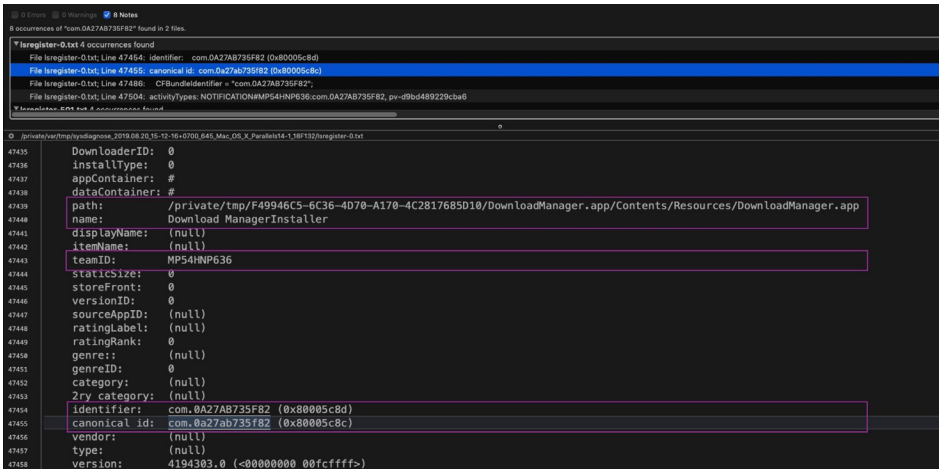 0 Errors 0 Warnings 8 Notes
8 occurrences of "com.0A27AB735F82" found in 2 files.
▼ lsregister-0.txt 4 occurrences found
File lsregister-0.txt; Line 47454: identifier: com.0A27AB735F82 (0x80005c8d)
File lsregister-0.txt; Line 47455: canonical id: com.0a27ab735f82 (0x80005c8c)
File lsregister-0.txt; Line 47486: CFBundleIdentifier = "com.0A27AB735F82";
File lsregister-0.txt; Line 47504: activityTypes: NOTIFICATION#MP54HNP636:com.0A27AB735F82, pv-d9bd489229cba6
▼ lsregister-501.txt 4 occurrences found
/private/var/tmp/sysdiagnose_2019.08.20_15-12-16+0700_645_Mac_OS_X_Parallels14-1_18F132/lsregister-0.txt
47435 DownloaderID: 0
47436 installType: 0
47437 appContainer: #
47438 dataContainer: #
47439 path: /private/tmp/F49946C5-6C36-4D70-A170-4C2817685D10/DownloadManager.app/Contents/Resources/DownloadManager.app
47440 name: Download ManagerInstaller
47441 displayName: (null)
47442 itemName: (null)
47443 teamID: MP54HNP636
47444 staticSize: 0
47445 storeFront: 0
47446 versionID: 0
47447 sourceAppID: (null)
47448 ratingLabel: (null)
47449 ratingRank: 0
47450 genre:: (null)
47451 genreID: 0
47452 category: (null)
47453 2ry category: (null)
47454 identifier: com.0A27AB735F82 (0x80005c8d)
47455 canonical id: com.0a27ab735f82 (0x80005c8c)
47456 vendor: (null)
47457 type: (null)
47458 version: 4194303.0 (<00000000 00fcffff>)